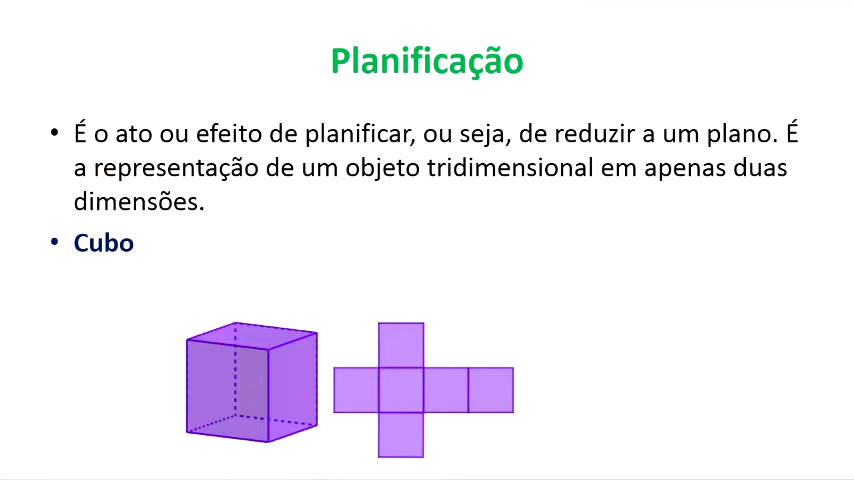 Planificação
• É o ato ou efeito de planificar, ou seja, de reduzir a um plano. É
a representação de um objeto tridimensional em apenas duas
dimensões.
• Cubo